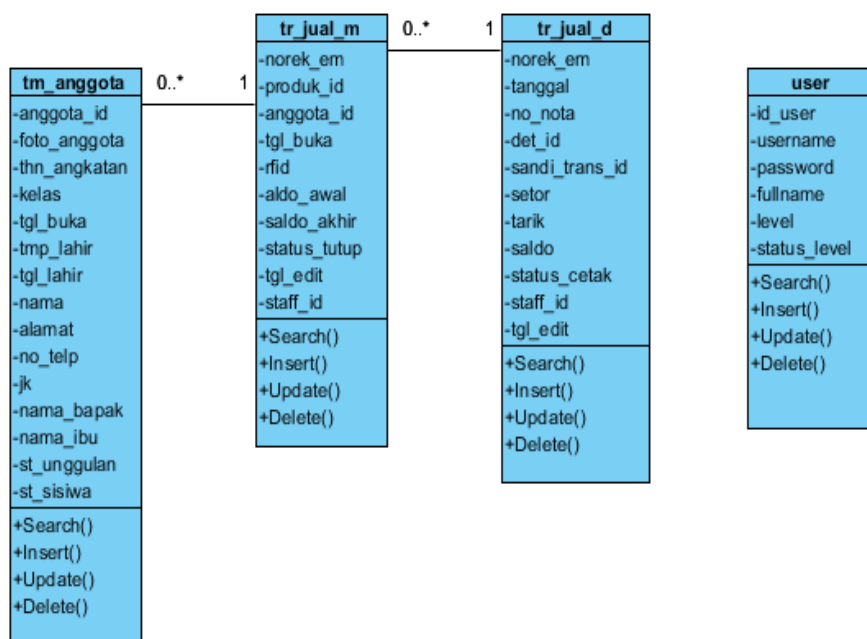 tm_anggota
-anggota_id
-foto_anggota
-thn_angkatan
-kelas
-tgl_buka
-tmp_lahir
-tgl_lahir
-nama
-alamat
-no_telp
-jk
-nama_bapak
-nama_ibu
-st_unggulan
-st_sisiwa
+Search()
+Insert()
+Update()
+Delete()
0..* 1
tr_jual_m
-norek_em
-produk_id
-anggota_id
-tgl_buka
-rfid
-aldo_awal
-saldo_akhir
-status_tutup
-tgl_edit
-staff_id
+Search()
+Insert()
+Update()
+Delete()
0..* 1
tr_jual_d
-norek_em
-tanggal
-no_nota
-det_id
-sandi_trans_id
-setor
-tarik
-saldo
-status_cetak
-staff_id
-tgl_edit
+Search()
+Insert()
+Update()
+Delete()
user
-id_user
-username
-password
-fullname
-level
-status_level
+Search()
+Insert()
+Update()
+Delete()